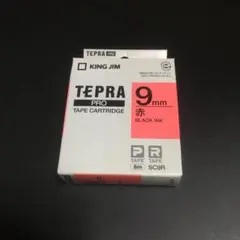 TEPRA PRO
KING JIM
TEPRA
PRO
TAPE CARTRIDGE
9mm
赤
BLACK INK
P
TAPE
8m
R
TAPE
SC9R